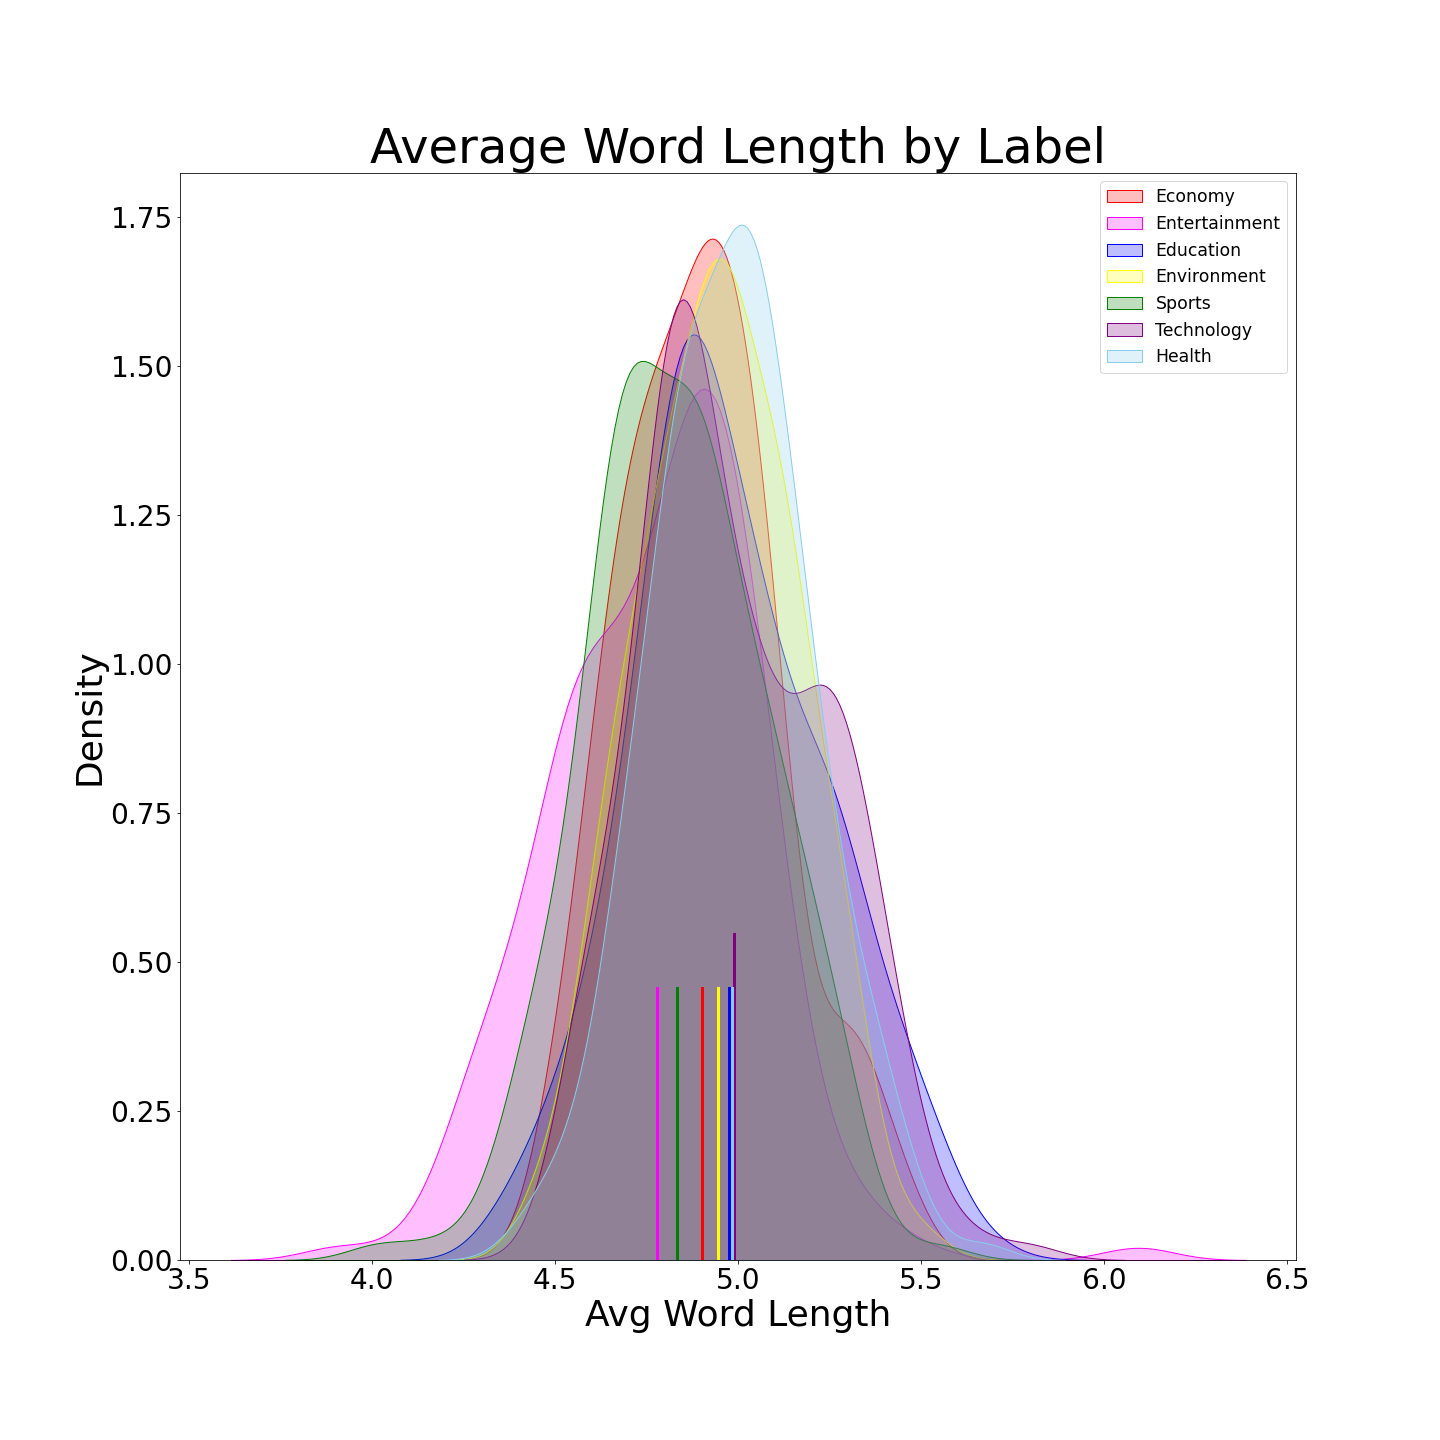 Average Word Length by Label
Economy
Entertainment
Education
Environment
Sports
Technology
Health
1.75
1.50
1.25
1.00
0.75
0.50
0.25
0.00
Density
3.5 4.0 4.5 5.0 5.5 6.0 6.5
Avg Word Length